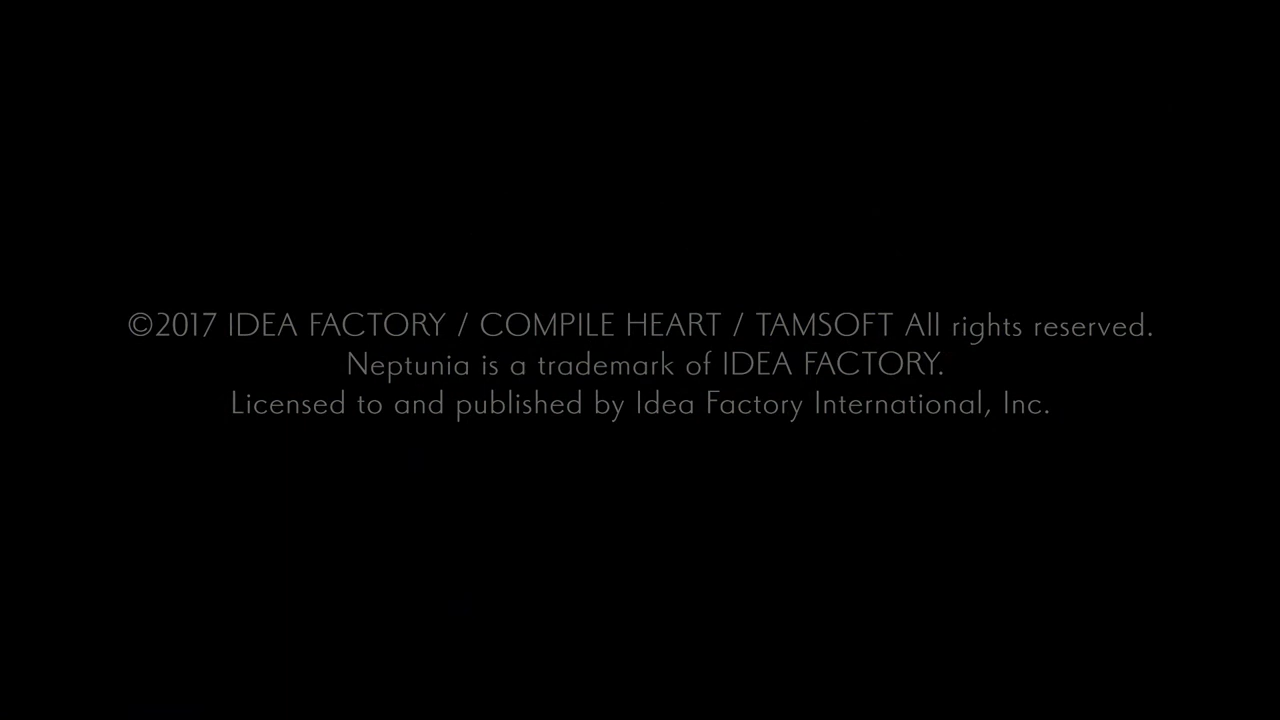 ©2017 IDEA FACTORY / COMPILE HEART / TAMSOFT All rights reserved.
Neptunia is a trademark of IDEA FACTORY.
Licensed to and published by Idea Factory International, Inc.